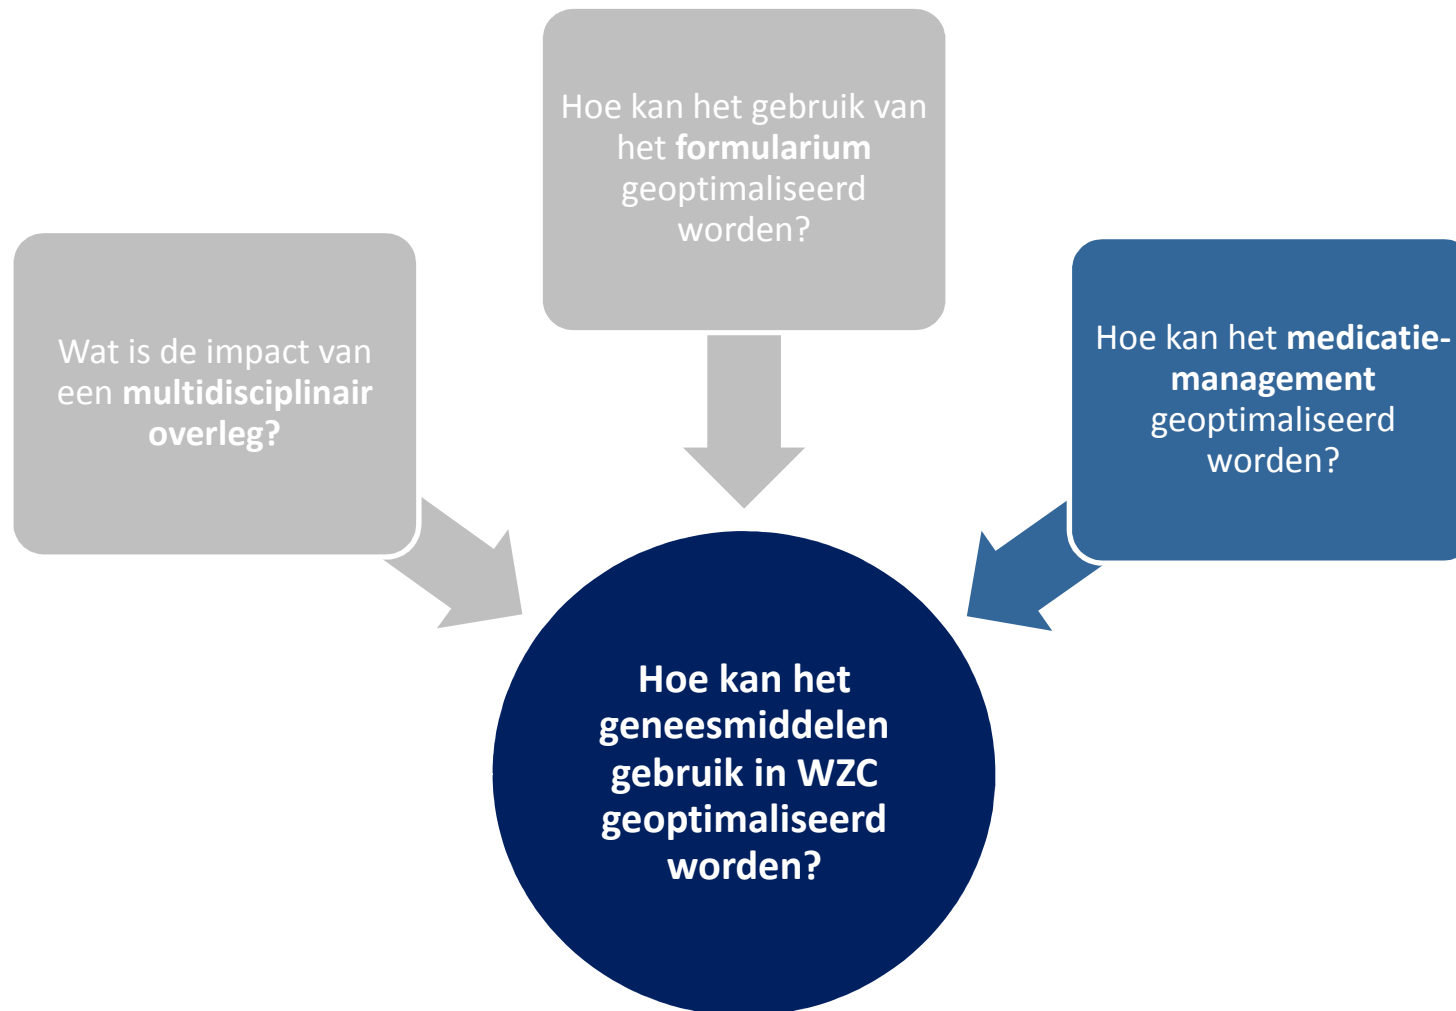 Hoe kan het gebruik van
het formularium
geoptimaliseerd
worden?
Wat is de impact van
een multidisciplinair
overleg?
Hoe kan het medicatie-
management
geoptimaliseerd
worden?
Hoe kan het
geneesmiddelen
gebruik in WZC
geoptimaliseerd
worden?